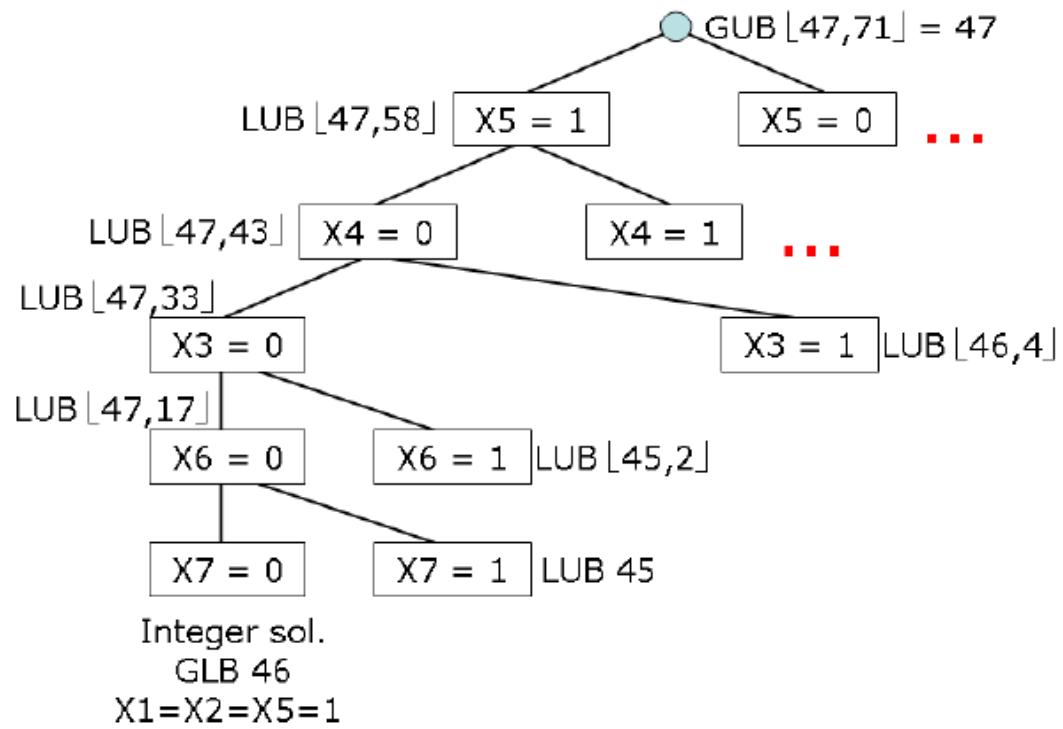 GUB ⌊47,71⌋ = 47
LUB ⌊47,58⌋
X5 = 1
X5 = 0
...
LUB ⌊47,43⌋
X4 = 0
X4 = 1
...
LUB ⌊47,33⌋
X3 = 0
X3 = 1
LUB ⌊46,4⌋
LUB ⌊47,17⌋
X6 = 0
X6 = 1
LUB ⌊45,2⌋
X7 = 0
X7 = 1
LUB 45
Integer sol.
GLB 46
X1=X2=X5=1